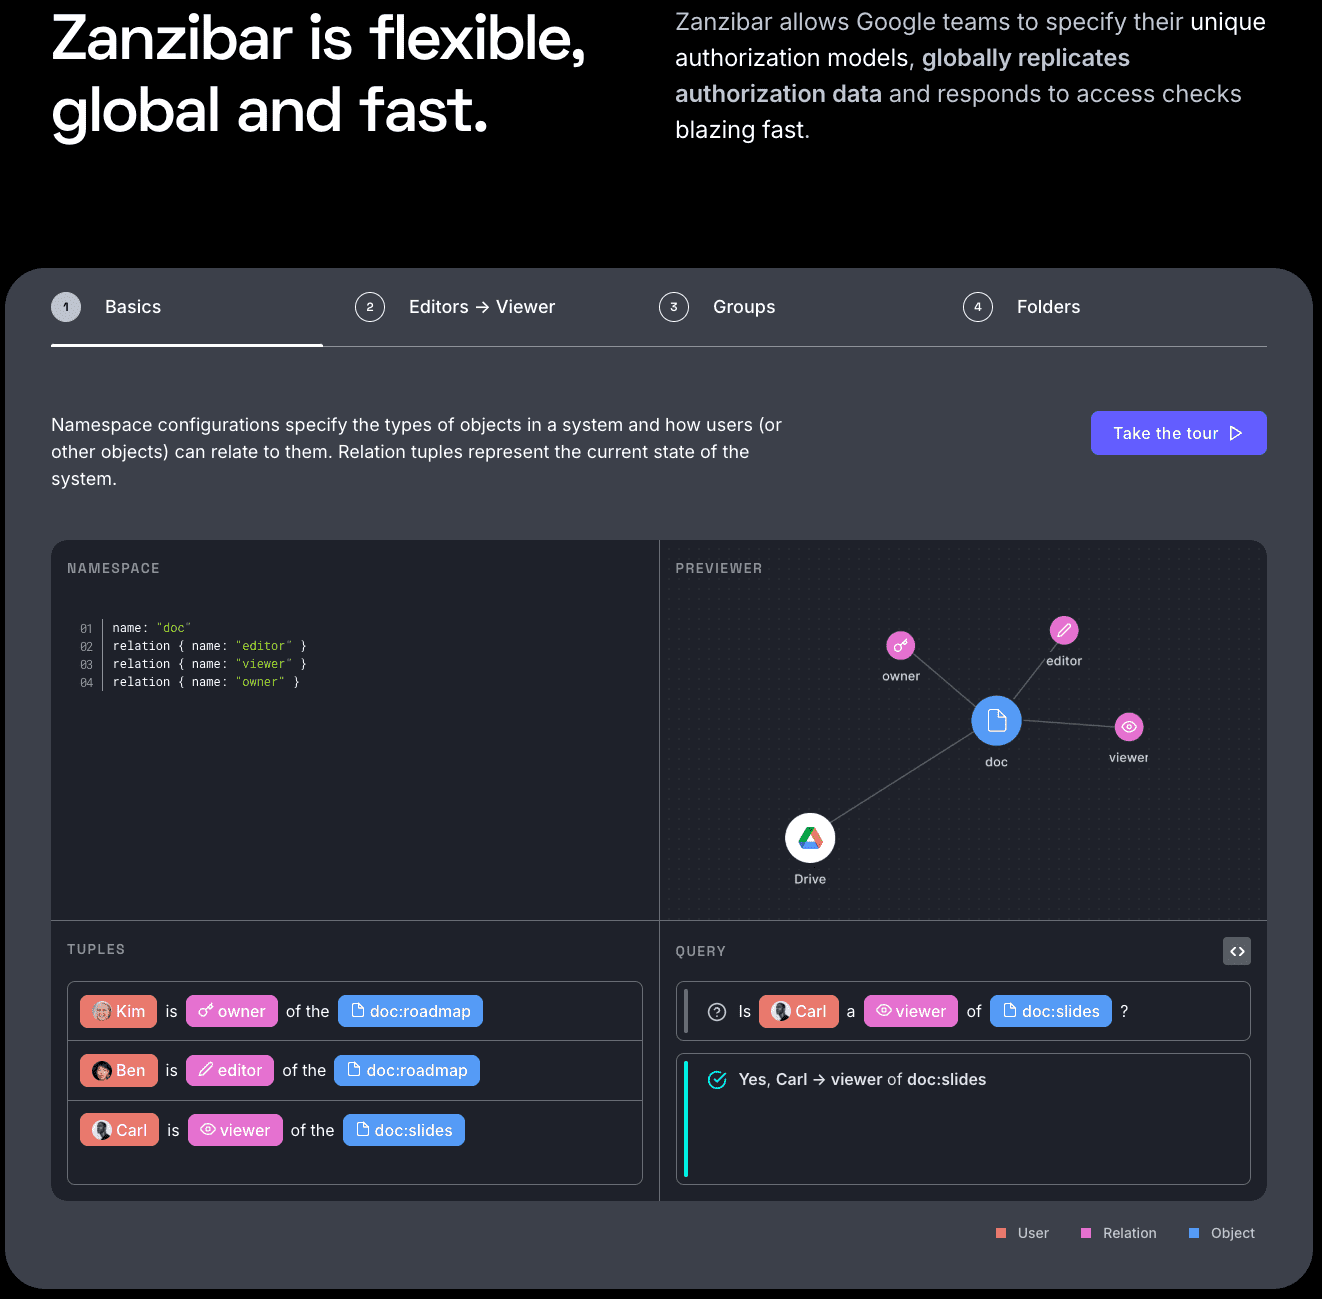 Zanzibar is flexible,
global and fast.
Zanzibar allows Google teams to specify their unique
authorization models, globally replicates
authorization data and responds to access checks
blazing fast.
1 Basics
2 Editors → Viewer
3 Groups
4 Folders
Namespace configurations specify the types of objects in a system and how users (or
other objects) can relate to them. Relation tuples represent the current state of the
system.
Take the tour
NAMESPACE
01 name: "doc"
02 relation { name: "editor" }
03 relation { name: "viewer" }
04 relation { name: "owner" }
PREVIEWER
editor
owner
doc
viewer
Drive
TUPLES
Kim is owner of the doc:roadmap
Ben is editor of the doc:roadmap
Carl is viewer of the doc:slides
QUERY
Is Carl a viewer of doc:slides ?
Yes, Carl → viewer of doc:slides
User
Relation
Object